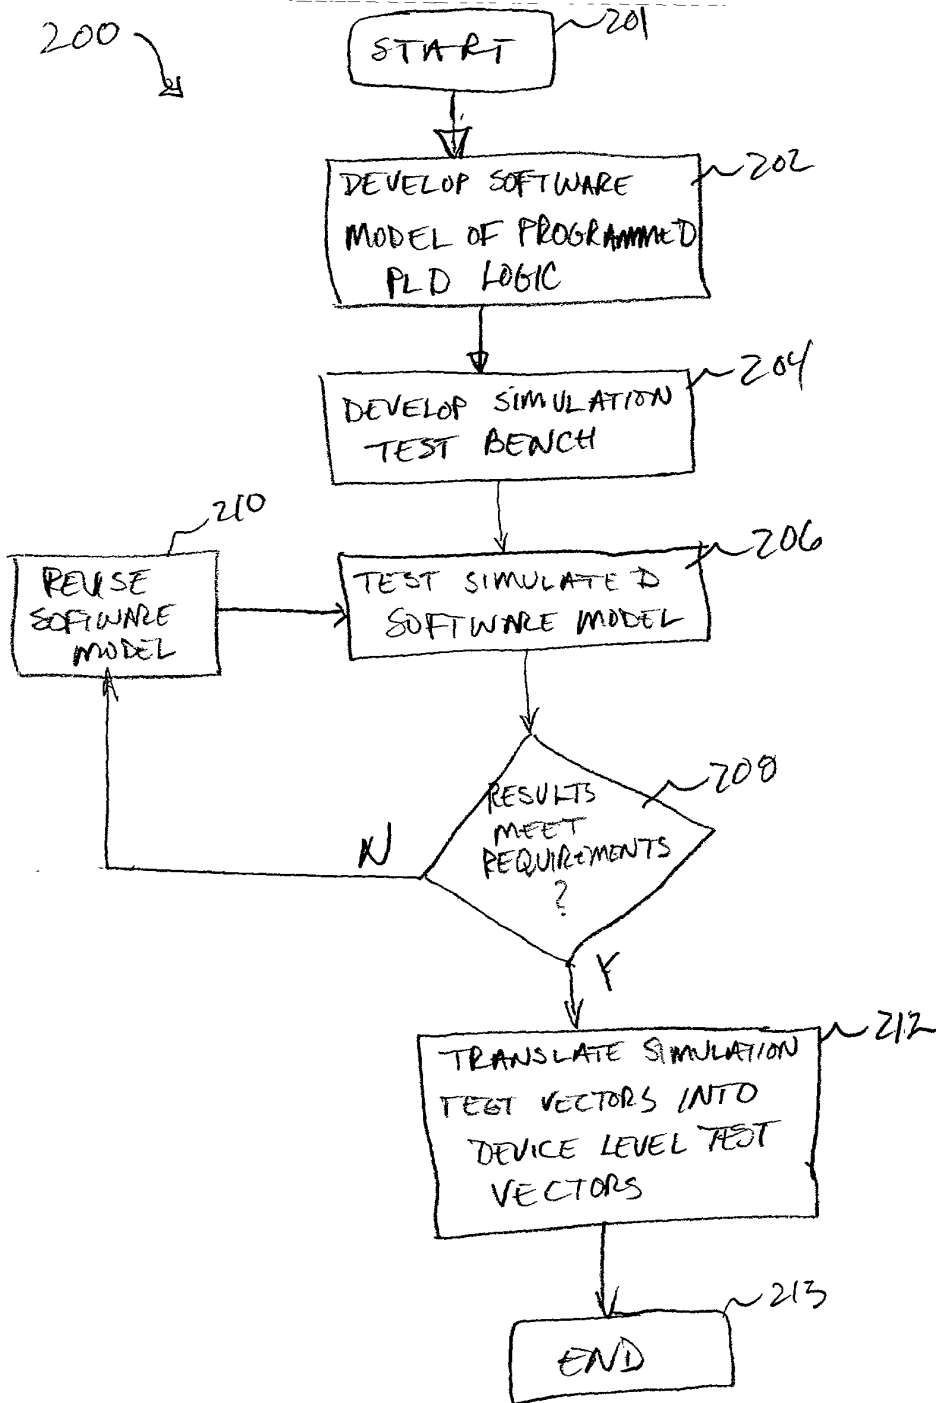 200
START
201
DEVELOP SOFTWARE
MODEL OF PROGRAMMED
PLD LOGIC
202
DEVELOP SIMULATION
TEST BENCH
204
210
REVISE
SOFTWARE
MODEL
TEST SIMULATED
SOFTWARE MODEL
206
RESULTS
MEET
REQUIREMENTS
?
208
N
Y
TRANSLATE SIMULATION
TEST VECTORS INTO
DEVICE LEVEL TEST
VECTORS
212
END
213